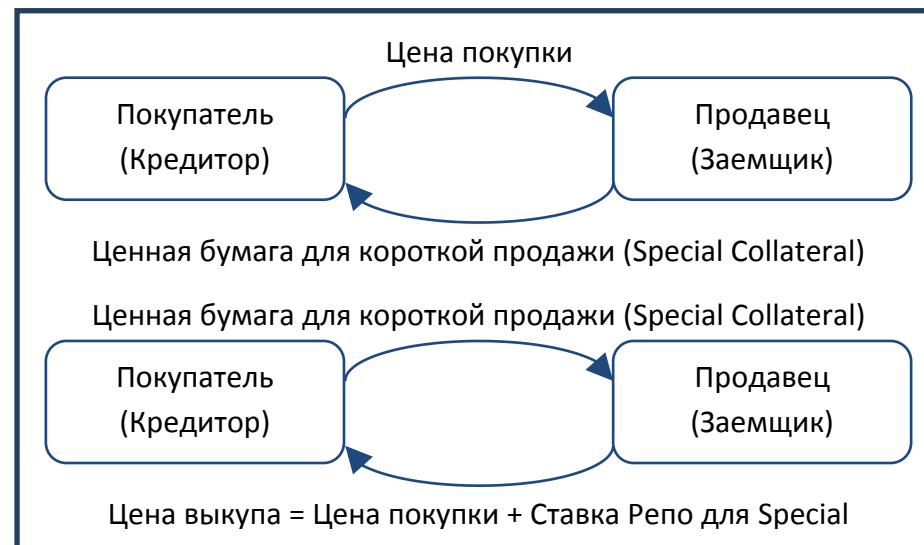 Цена покупки
Покупатель
(Кредитор)
Продавец
(Заемщик)
Ценная бумага для короткой продажи (Special Collateral)
Ценная бумага для короткой продажи (Special Collateral)
Покупатель
(Кредитор)
Продавец
(Заемщик)
Цена выкупа = Цена покупки + Ставка Репо для Special